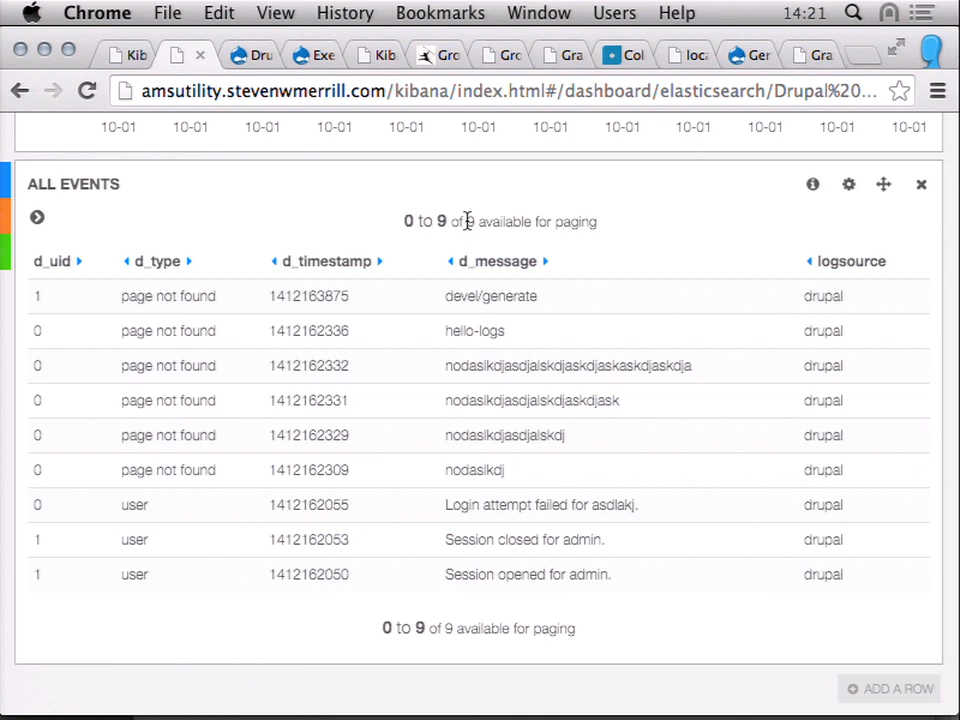 Chrome File Edit View History Bookmarks Window Users Help 14:21
Kib Dru Exe Kib Gro Grc Gra Col loca Ger Gra
amsutility.stevenwmerrill.com/kibana/index.html#/dashboard/elasticsearch/Drupal%20...
10-01 10-01 10-01 10-01 10-01 10-01 10-01 10-01 10-01 10-01 10-01 10-01
ALL EVENTS
0 to 9 of 9 available for paging
d_uid d_type d_timestamp d_message logsource
1 page not found 1412163875 devel/generate drupal
0 page not found 1412162336 hello-logs drupal
0 page not found 1412162332 nodaslkdjasdjalskdjaskdjaskaskdjaskdja drupal
0 page not found 1412162331 nodaslkdjasdjalskdjaskdjask drupal
0 page not found 1412162329 nodaslkdjasdjalskdj drupal
0 page not found 1412162309 nodaslkdj drupal
0 user 1412162055 Login attempt failed for asdlakj. drupal
1 user 1412162053 Session closed for admin. drupal
1 user 1412162050 Session opened for admin. drupal
0 to 9 of 9 available for paging
ADD A ROW